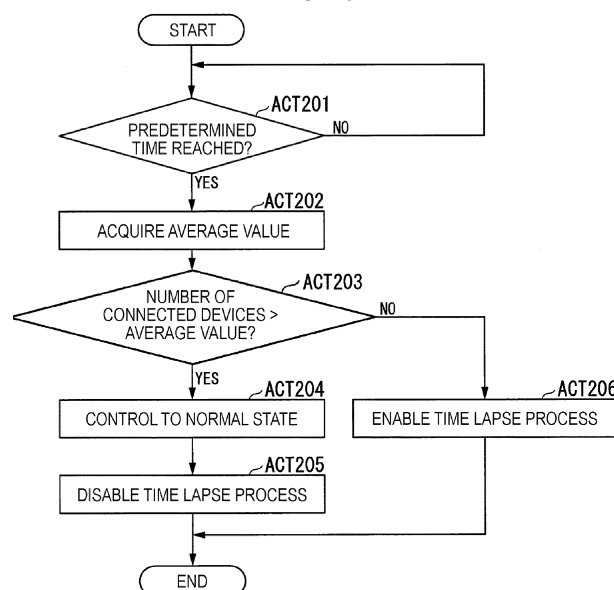 START
ACT201
PREDETERMINED
TIME REACHED?
NO
YES
ACT202
ACQUIRE AVERAGE VALUE
ACT203
NUMBER OF
CONNECTED DEVICES >
AVERAGE VALUE?
NO
YES
ACT204
CONTROL TO NORMAL STATE
ACT206
ENABLE TIME LAPSE PROCESS
ACT205
DISABLE TIME LAPSE PROCESS
END